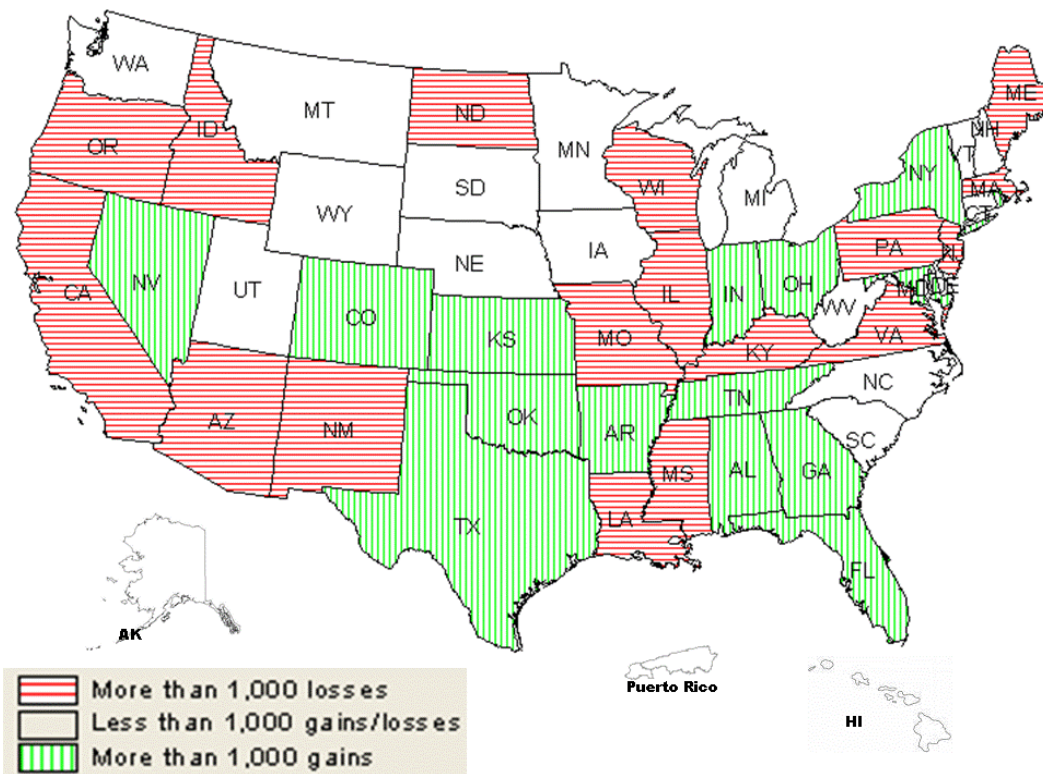 WA
ME
MT
ND
NH
ID
OR
MN
NY
SD
WI
MA
MI
WY
IA
PA
NE
CA
NV
UT
IL
IN
OH
DE
WV
CO
KS
MO
VA
KY
NC
TN
AZ
NM
OK
AR
SC
MS
AL
GA
LA
TX
FL
AK
Puerto Rico
HI
More than 1,000 losses
Less than 1,000 gains/losses
More than 1,000 gains